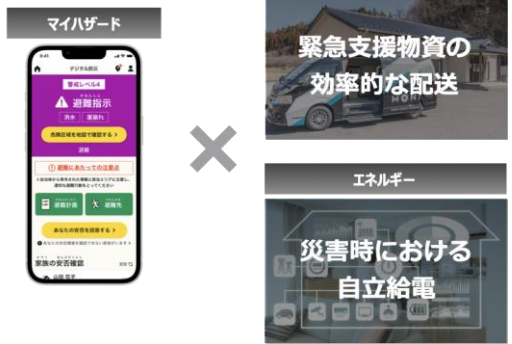 マイハザード
9:41
デジタル防災
警戒レベル4
避難指示
洪水
土砂崩れ
危険区域を地図で確認する >
詳細
避難にあたっての注意点
避難計画
避難先
あなたの安否を回答する >
家族の安否確認
×
緊急支援物資の
効率的な配送
MONET
エネルギー
災害時における
自立給電